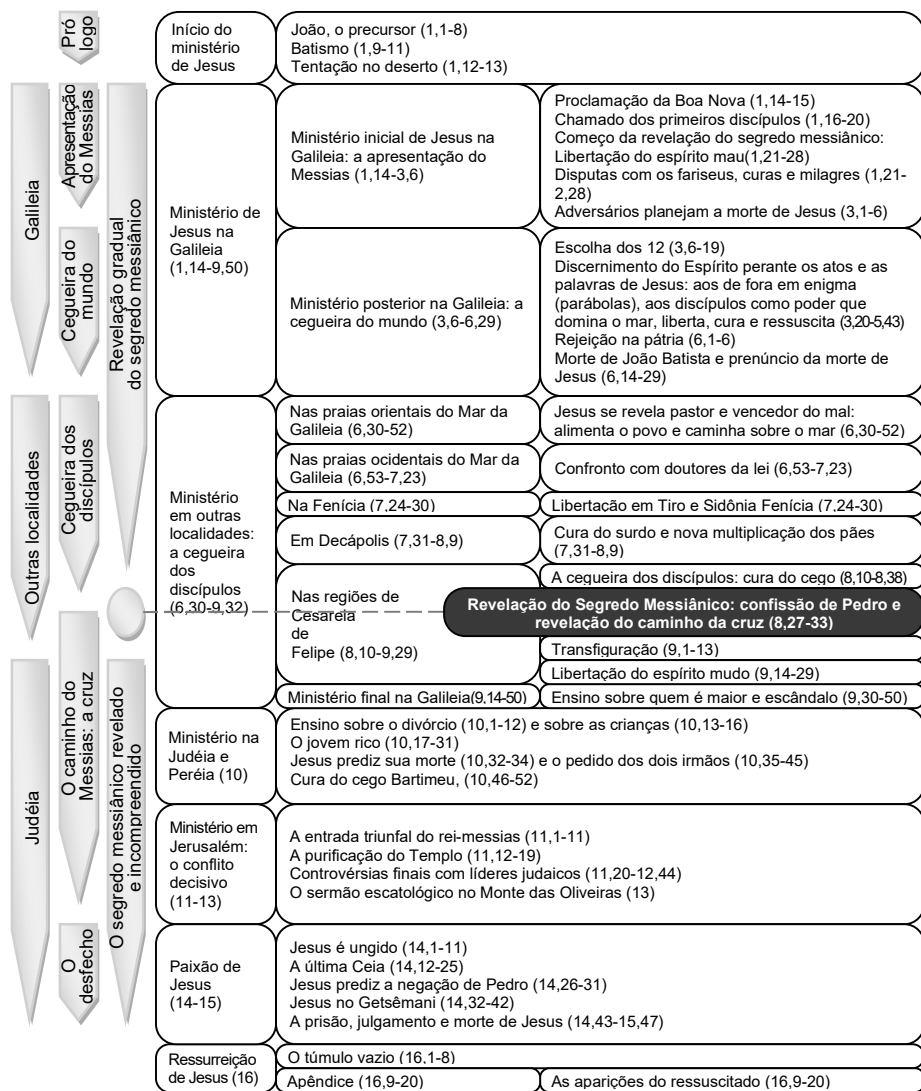 Pró
logo
Início do
ministério
de Jesus
João, o precursor (1,1-8)
Batismo (1,9-11)
Tentação no deserto (1,12-13)
Galileia
Apresentação
do Messias
Cegueira do
mundo
Revelação gradual
do segredo messiânico
Ministério de
Jesus na
Galileia
(1,14-9,50)
Ministério inicial de Jesus na
Galileia: a apresentação do
Messias (1,14-3,6)
Proclamação da Boa Nova (1,14-15)
Chamado dos primeiros discípulos (1,16-20)
Começo da revelação do segredo messiânico:
Libertação do espírito mau(1,21-28)
Disputas com os fariseus, curas e milagres (1,21-
2,28)
Adversários planejam a morte de Jesus (3,1-6)
Ministério posterior na Galileia: a
cegueira do mundo (3,6-6,29)
Escolha dos 12 (3,6-19)
Discernimento do Espírito perante os atos e as
palavras de Jesus: aos de fora em enigma
(parábolas), aos discípulos como poder que
domina o mar, liberta, cura e ressuscita (3,20-5,43)
Rejeição na pátria (6,1-6)
Morte de João Batista e prenúncio da morte de
Jesus (6,14-29)
Outras localidades
Cegueira dos
discípulos
Ministério
em outras
localidades:
a cegueira
dos
discípulos
(6,30-9,32)
Nas praias orientais do Mar da
Galileia (6,30-52)
Jesus se revela pastor e vencedor do mal:
alimenta o povo e caminha sobre o mar (6,30-52)
Nas praias ocidentais do Mar da
Galileia (6,53-7,23)
Confronto com doutores da lei (6,53-7,23)
Na Fenícia (7,24-30)
Libertação em Tiro e Sidônia Fenícia (7,24-30)
Em Decápolis (7,31-8,9)
Cura do surdo e nova multiplicação dos pães
(7,31-8,9)
Nas regiões de
Cesareia
de
Felipe (8,10-9,29)
A cegueira dos discípulos: cura do cego (8,10-8,38)
Revelação do Segredo Messiânico: confissão de Pedro e
revelação do caminho da cruz (8,27-33)
Transfiguração (9,1-13)
Libertação do espírito mudo (9,14-29)
Ministério final na Galileia(9,14-50)
Ensino sobre quem é maior e escândalo (9,30-50)
Judéia
O caminho do
Messias: a cruz
O segredo messiânico revelado
e incompreendido
Ministério na
Judéia e
Peréia (10)
Ensino sobre o divórcio (10,1-12) e sobre as crianças (10,13-16)
O jovem rico (10,17-31)
Jesus prediz sua morte (10,32-34) e o pedido dos dois irmãos (10,35-45)
Cura do cego Bartimeu, (10,46-52)
Ministério em
Jerusalém:
o conflito
decisivo
(11-13)
A entrada triunfal do rei-messias (11,1-11)
A purificação do Templo (11,12-19)
Controvérsias finais com líderes judaicos (11,20-12,44)
O sermão escatológico no Monte das Oliveiras (13)
O
desfecho
Paixão de
Jesus
(14-15)
Jesus é ungido (14,1-11)
A última Ceia (14,12-25)
Jesus prediz a negação de Pedro (14,26-31)
Jesus no Getsêmani (14,32-42)
A prisão, julgamento e morte de Jesus (14,43-15,47)
Ressurreição
de Jesus (16)
O túmulo vazio (16,1-8)
Apêndice (16,9-20)
As aparições do ressuscitado (16,9-20)